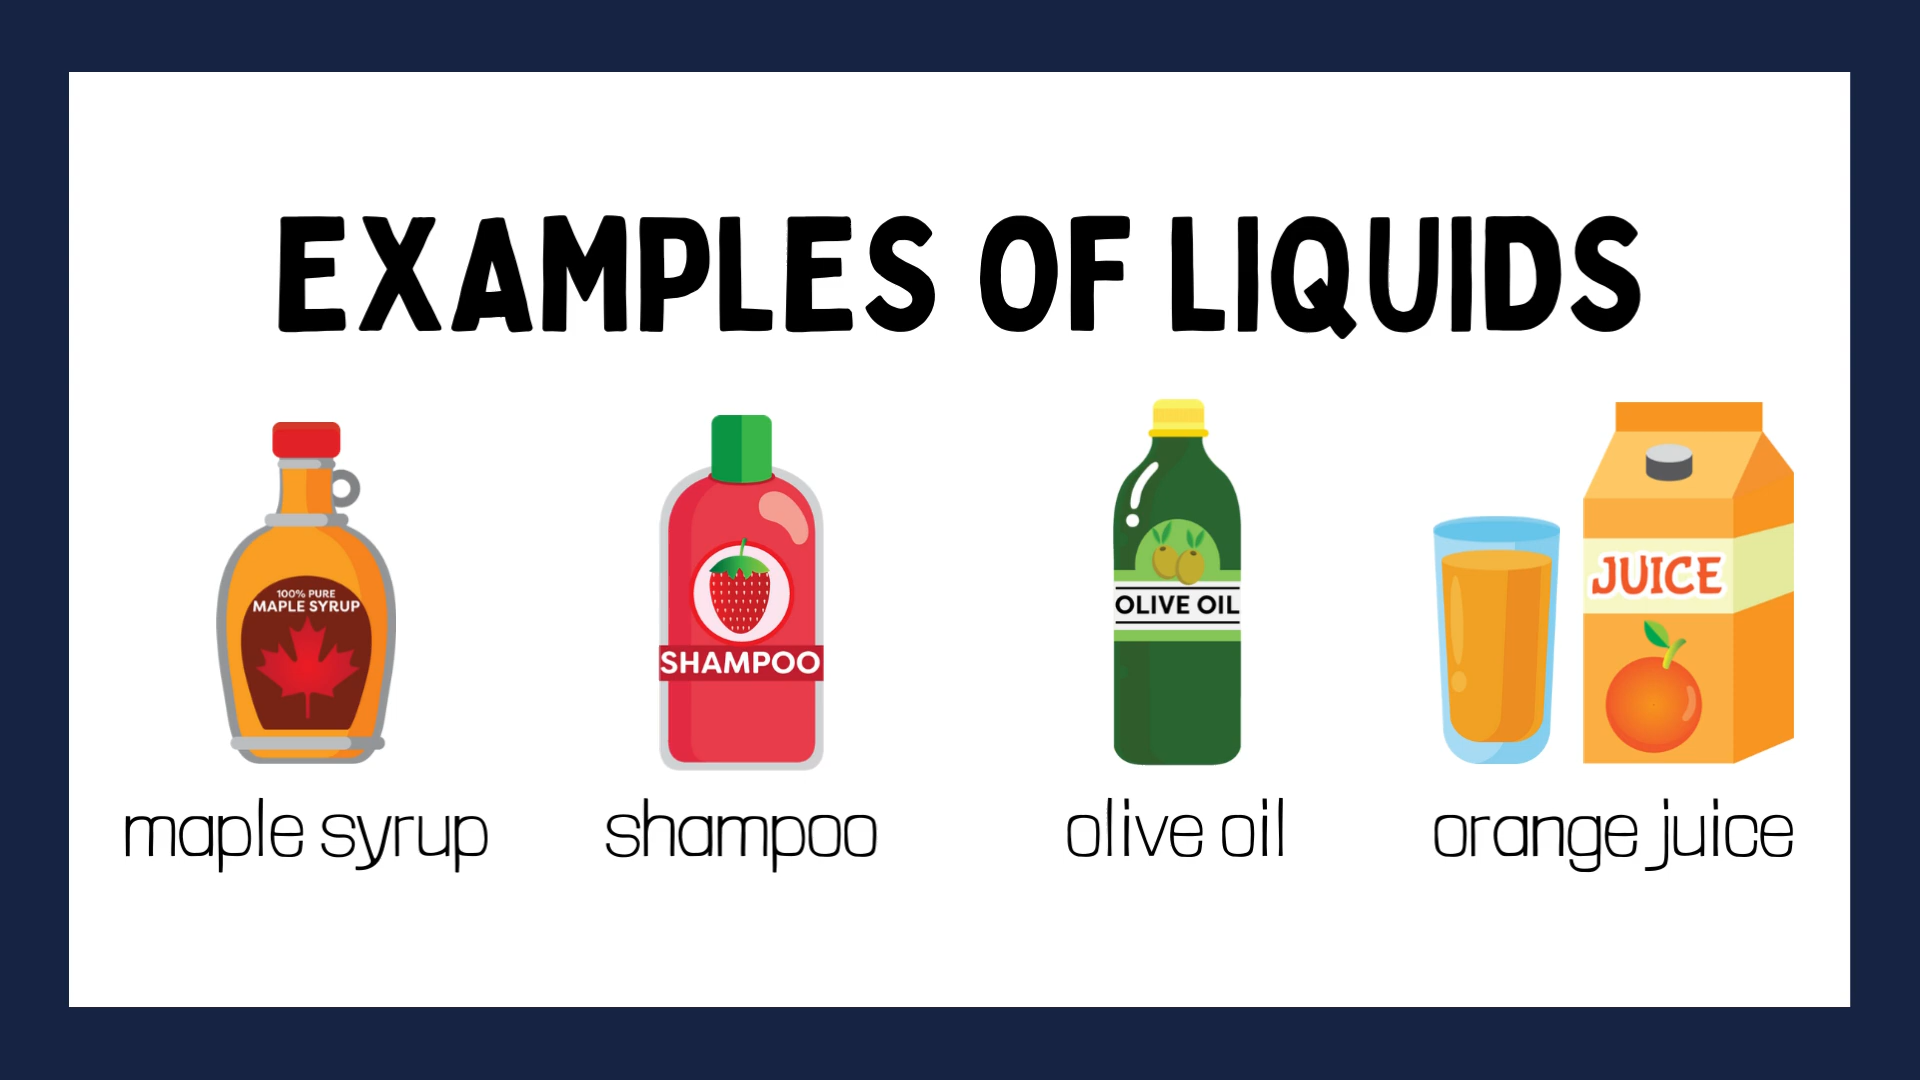 EXAMPLES OF LIQUIDS
100% PURE
MAPLE SYRUP
SHAMPOO
OLIVE OIL
JUICE
maple syrup
shampoo
olive oil
orange juice